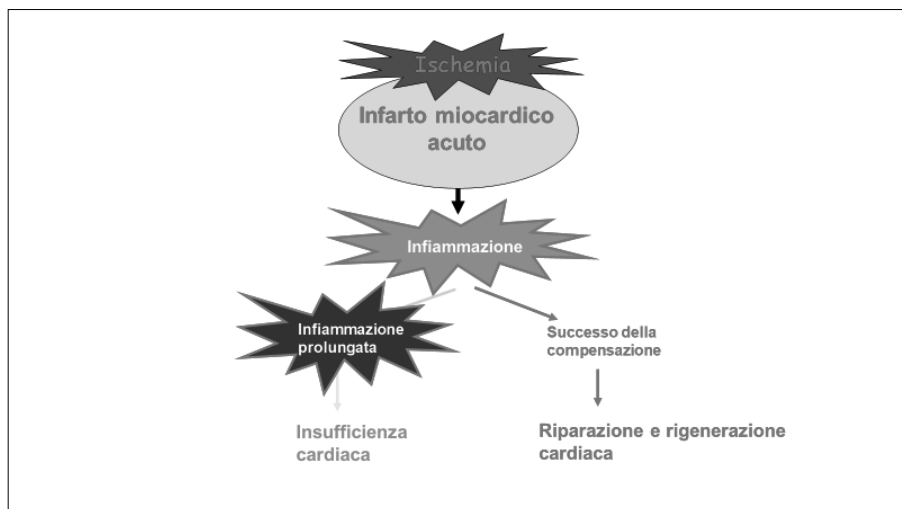 Ischemia
Infarto miocardico
acuto
Infiammazione
Infiammazione
prolungata
Successo della
compensazione
Insufficienza
cardiaca
Riparazione e rigenerazione
cardiaca